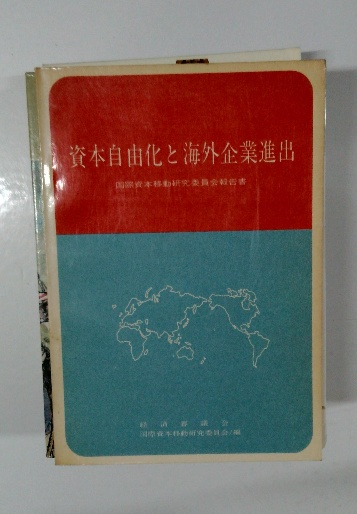 資本自由化と海外企業進出
国際資本移動研究委員会報告書
経済審議会
国際資本移動研究委員会/編